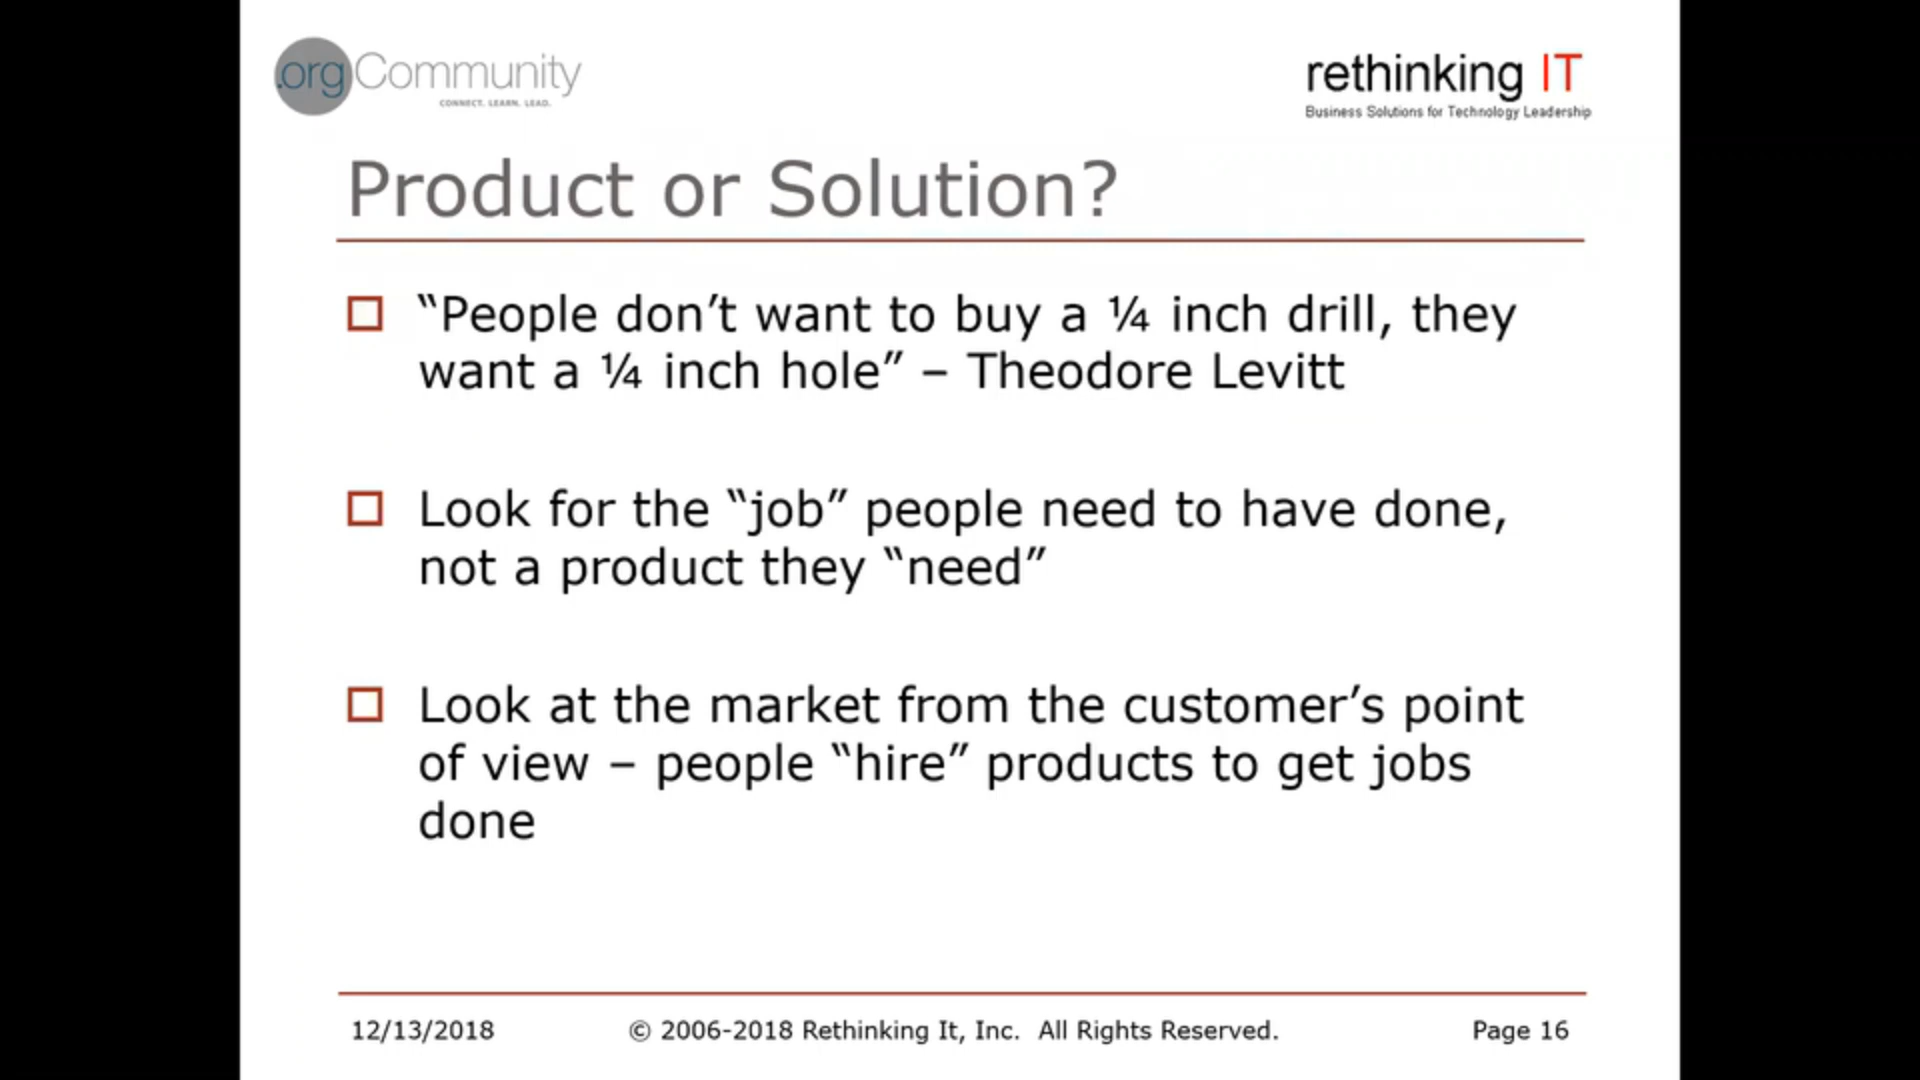 .orgCommunity
CONNECT. LEARN. LEAD.
rethinking IT
Business Solutions for Technology Leadership
Product or Solution?
“People don’t want to buy a ¼ inch drill, they
want a ¼ inch hole” – Theodore Levitt
Look for the “job” people need to have done,
not a product they “need”
Look at the market from the customer’s point
of view – people “hire” products to get jobs
done
12/13/2018
© 2006-2018 Rethinking It, Inc.  All Rights Reserved.
Page 16